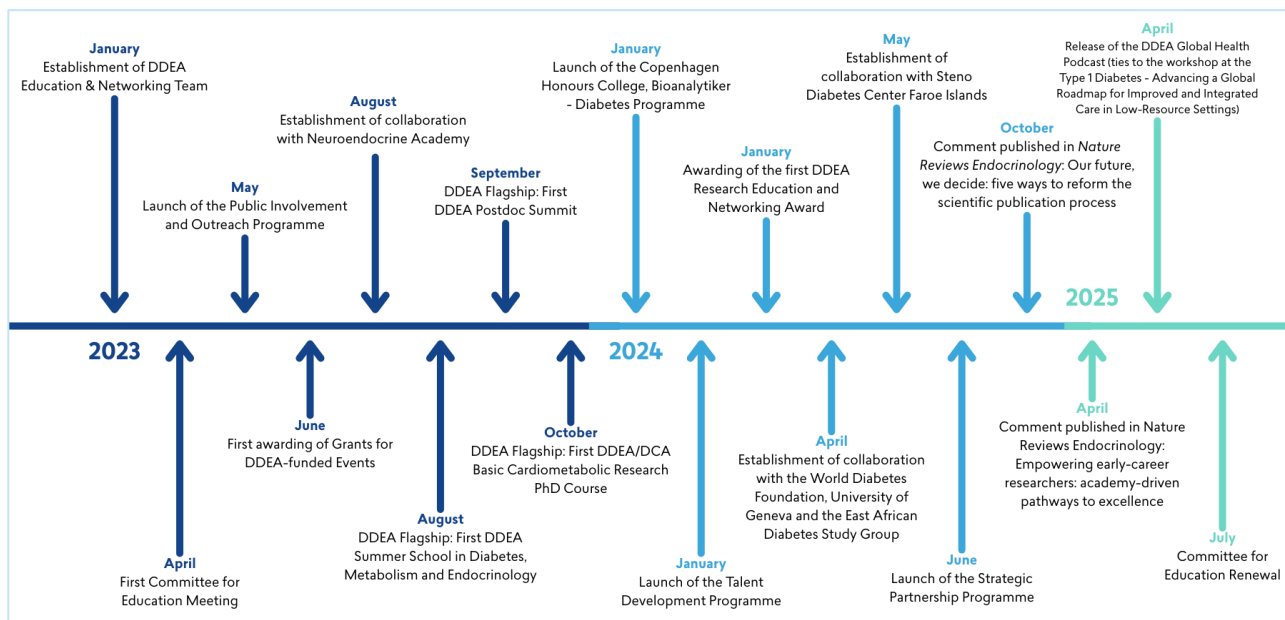 January
Establishment of DDEA
Education & Networking Team
May
Launch of the Public Involvement
and Outreach Programme
August
Establishment of collaboration
with Neuroendocrine Academy
September
DDEA Flagship: First
DDEA Postdoc Summit
January
Launch of the Copenhagen
Honours College, Bioanalytiker
- Diabetes Programme
January
Awarding of the first DDEA
Research Education and
Networking Award
May
Establishment of
collaboration with Steno
Diabetes Center Faroe Islands
October
Comment published in Nature
Reviews Endocrinology: Our future,
we decide: five ways to reform the
scientific publication process
April
Release of the DDEA Global Health
Podcast (ties to the workshop at the
Type 1 Diabetes - Advancing a Global
Roadmap for Improved and Integrated
Care in Low-Resource Settings)
2023
2024
2025
April
First Committee for
Education Meeting
June
First awarding of Grants for
DDEA-funded Events
August
DDEA Flagship: First DDEA
Summer School in Diabetes,
Metabolism and Endocrinology
October
DDEA Flagship: First DDEA/DCA
Basic Cardiometabolic Research
PhD Course
January
Launch of the Talent
Development Programme
April
Establishment of collaboration
with the World Diabetes
Foundation, University of
Geneva and the East African
Diabetes Study Group
June
Launch of the Strategic
Partnership Programme
April
Comment published in Nature
Reviews Endocrinology:
Empowering early-career
researchers: academy-driven
pathways to excellence
July
Committee for
Education Renewal